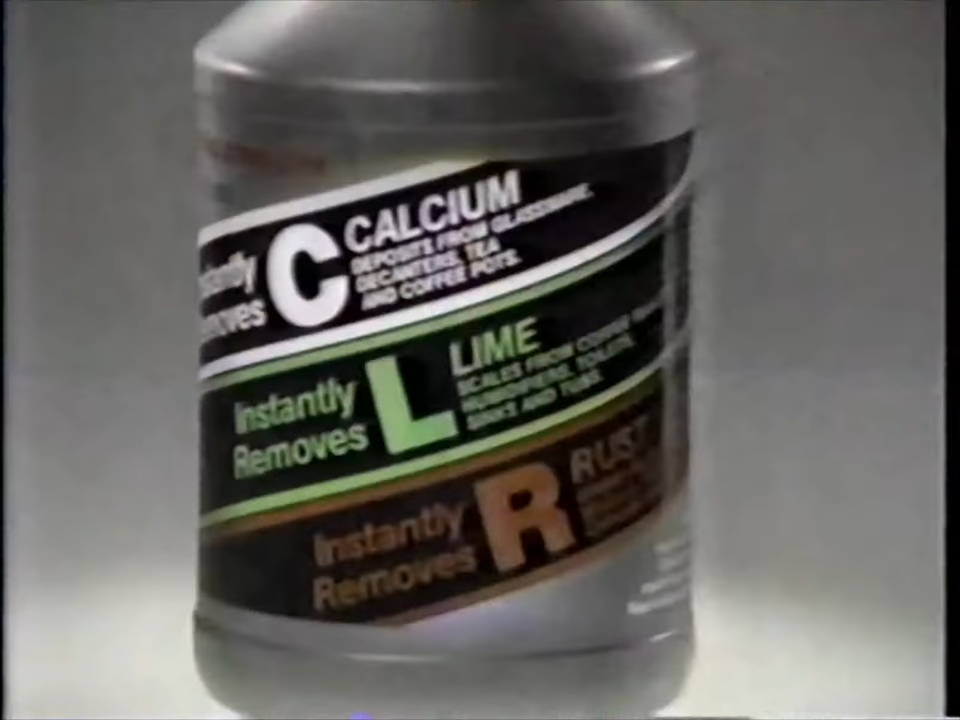 Instantly
Removes
C
CALCIUM
DEPOSITS FROM GLASSWARE,
DECANTERS, TEA
AND COFFEE POTS.
Instantly
Removes
L
LIME
SCALES FROM COFFEE
HUMIDIFIERS, TOILETS,
SINKS AND TUBS.
Instantly
Removes
R
RUST